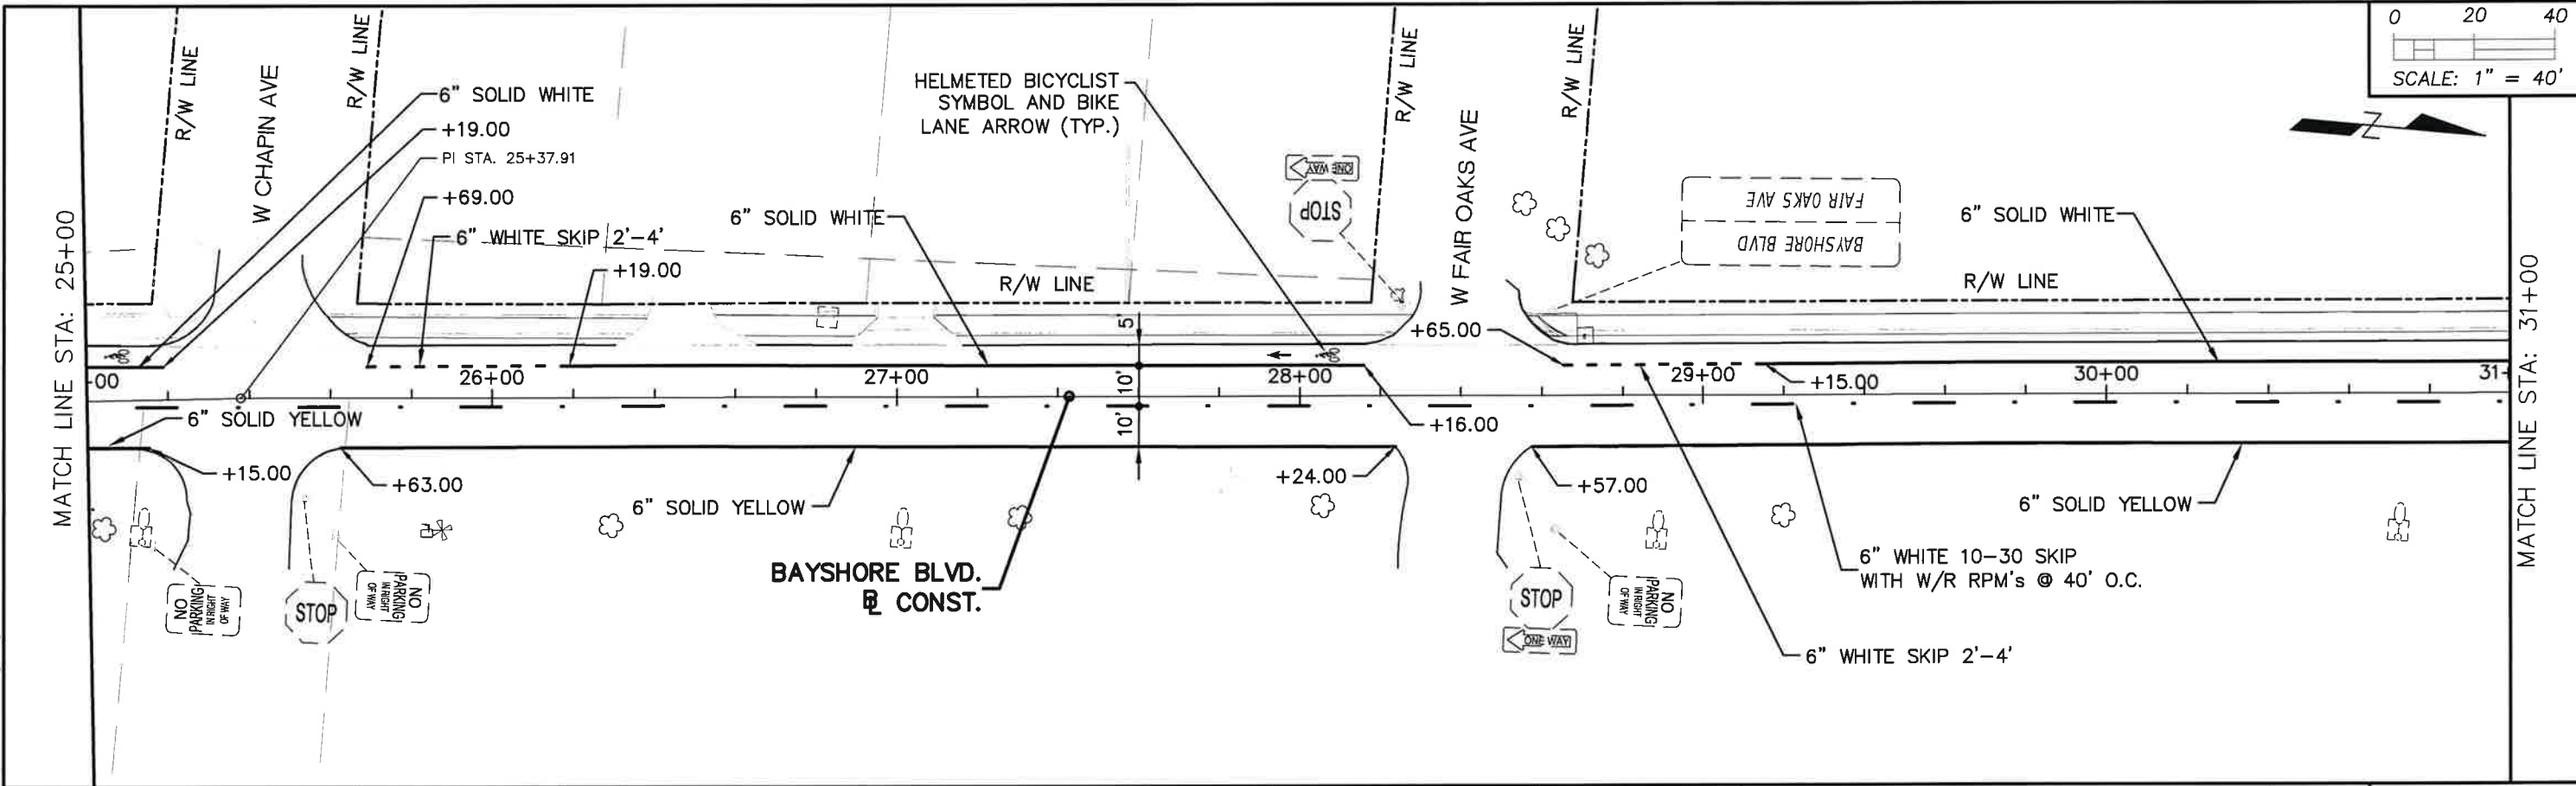 0 20 40
SCALE: 1" = 40'
N
MATCH LINE STA: 25+00
R/W LINE
W CHAPIN AVE
R/W LINE
6" SOLID WHITE
+19.00
PI STA. 25+37.91
+69.00
6" WHITE SKIP 2'-4'
+19.00
6" SOLID WHITE
HELMETED BICYCLIST
SYMBOL AND BIKE
LANE ARROW (TYP.)
R/W LINE
5'
10'
10'
ONE WAY
STOP
R/W LINE
W FAIR OAKS AVE
R/W LINE
+65.00
FAIR OAKS AVE
BAYSHORE BLVD
6" SOLID WHITE
R/W LINE
-00
26+00
27+00
28+00
29+00
30+00
31+
+15.00
+16.00
6" SOLID YELLOW
+15.00
+63.00
6" SOLID YELLOW
+24.00
+57.00
6" SOLID YELLOW
NO
PARKING
IN RIGHT
OF WAY
STOP
NO
PARKING
IN RIGHT
OF WAY
BAYSHORE BLVD.
BL CONST.
STOP
ONE WAY
NO
PARKING
IN RIGHT
OF WAY
6" WHITE 10-30 SKIP
WITH W/R RPM's @ 40' O.C.
6" WHITE SKIP 2'-4'
MATCH LINE STA: 31+00